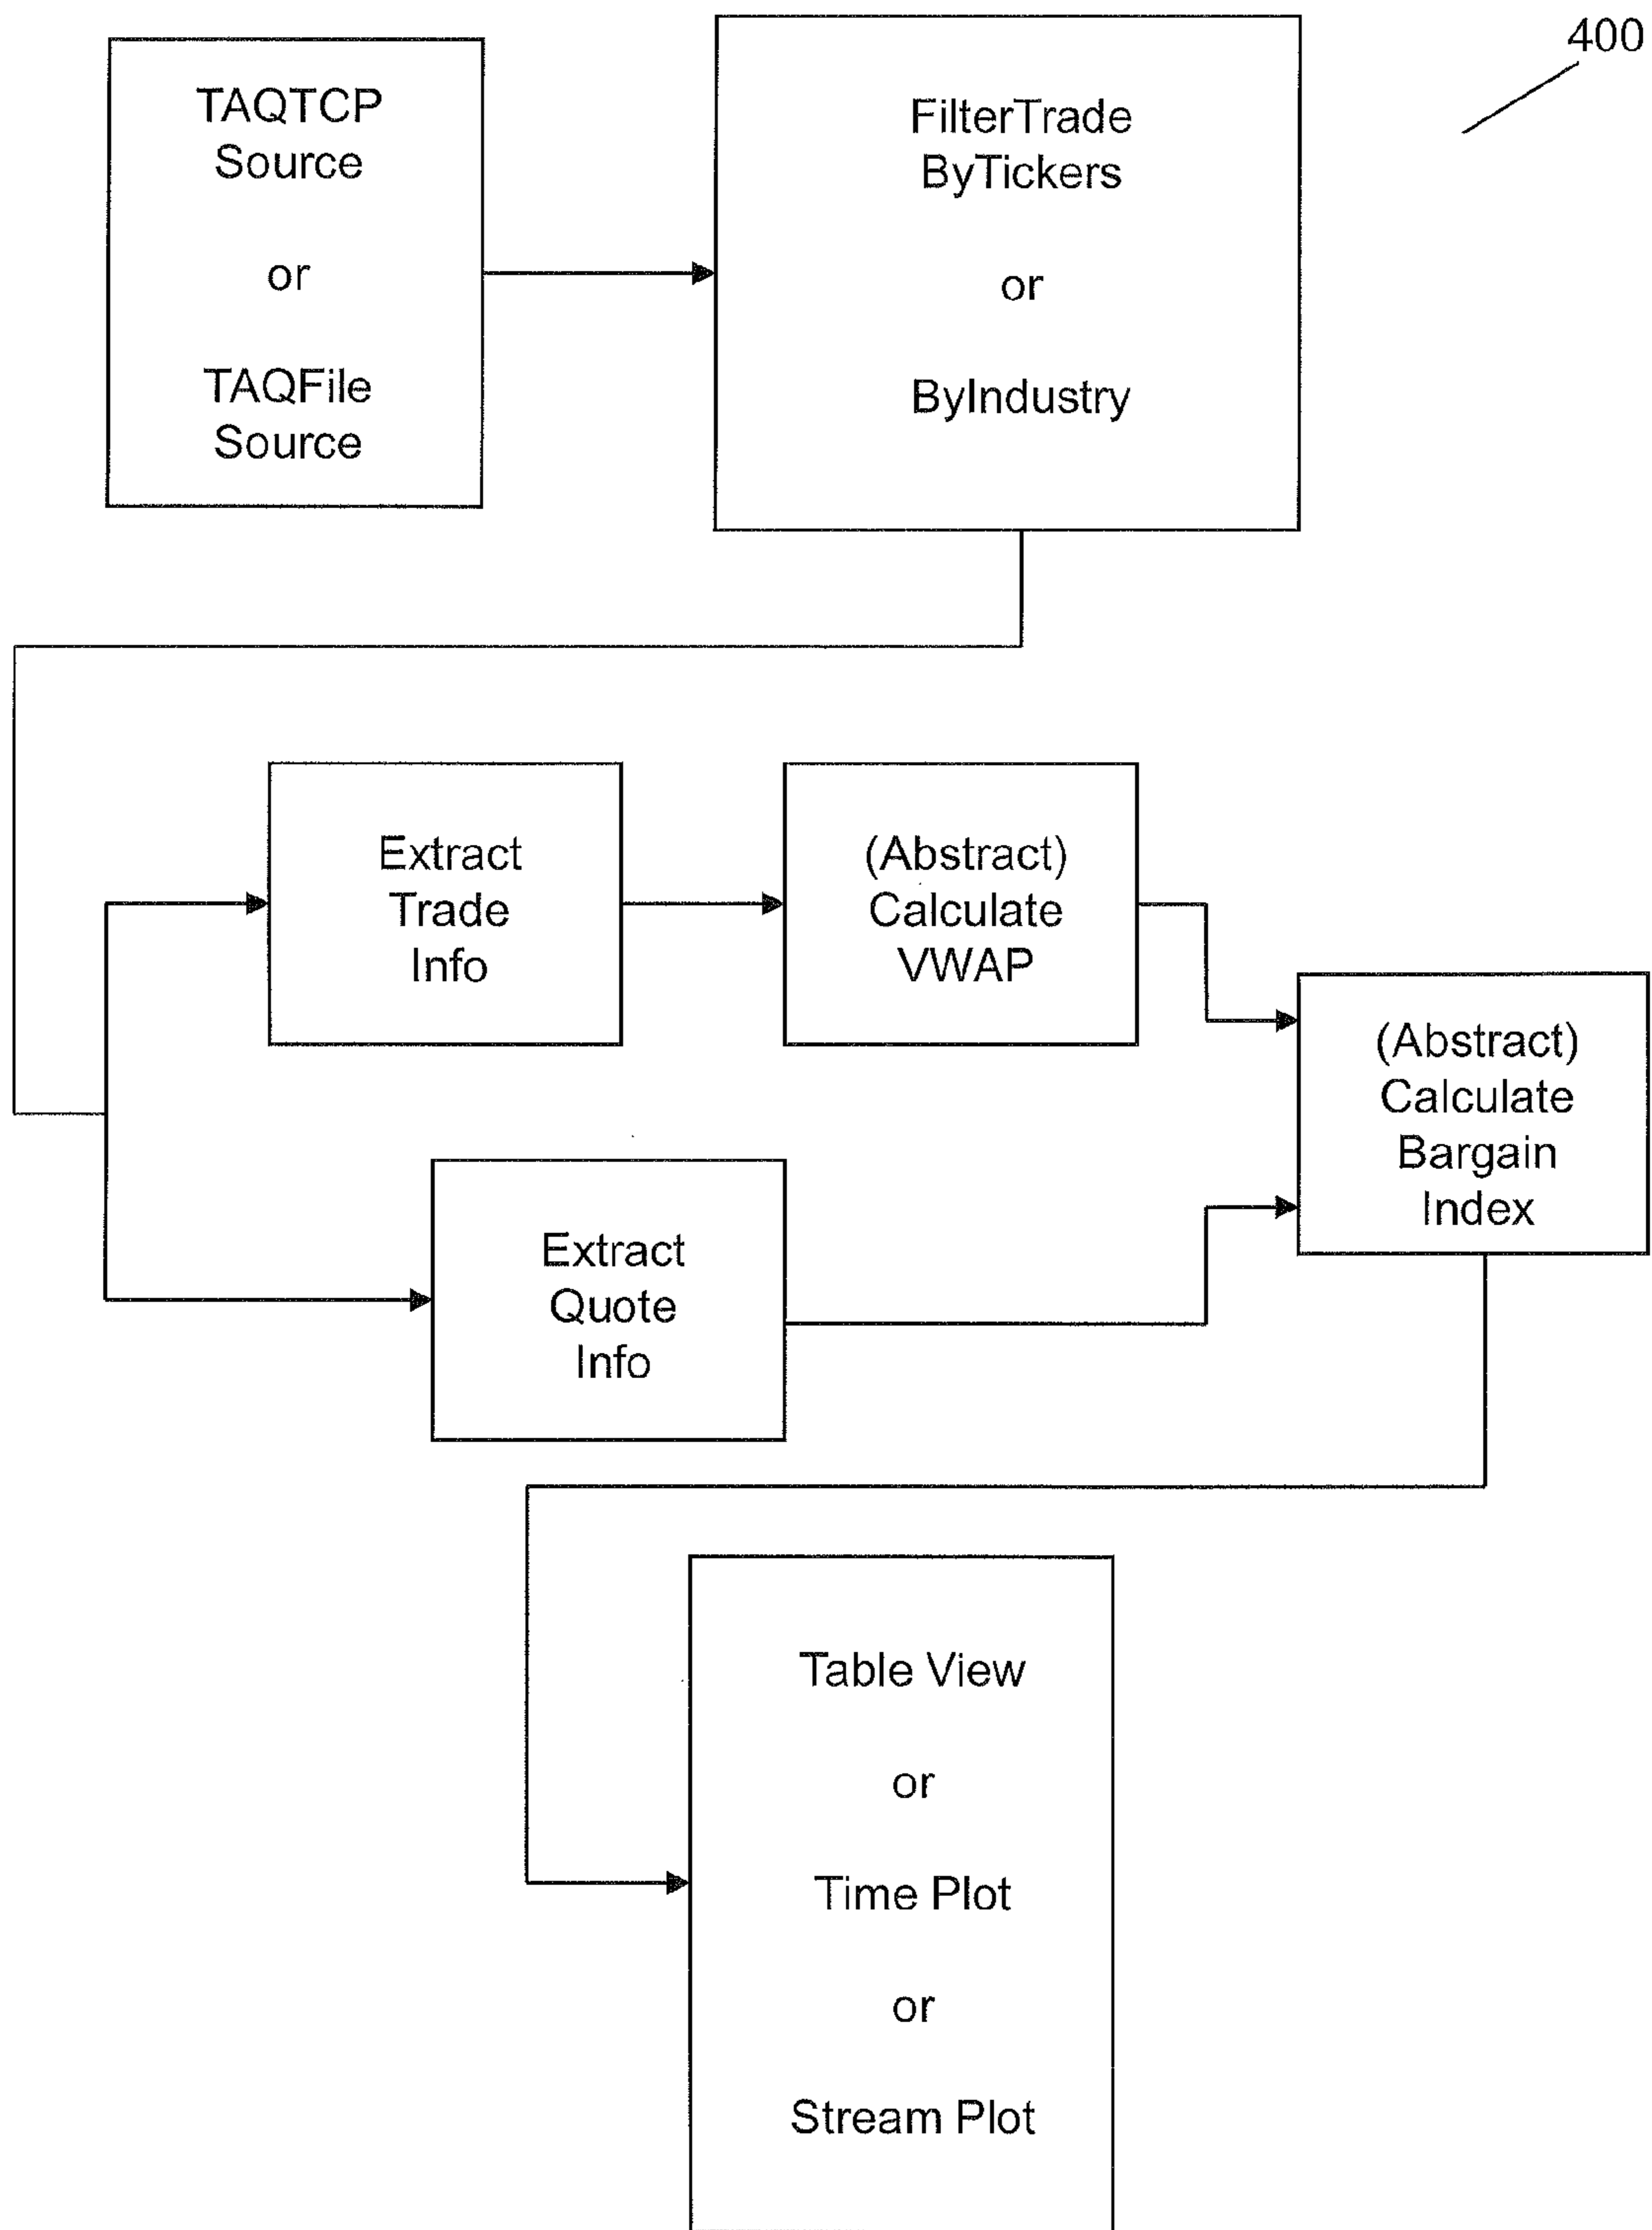 400
TAQTCP
Source
or
TAQFile
Source
FilterTrade
ByTickers
or
ByIndustry
Extract
Trade
Info
(Abstract)
Calculate
VWAP
(Abstract)
Calculate
Bargain
Index
Extract
Quote
Info
Table View
or
Time Plot
or
Stream Plot